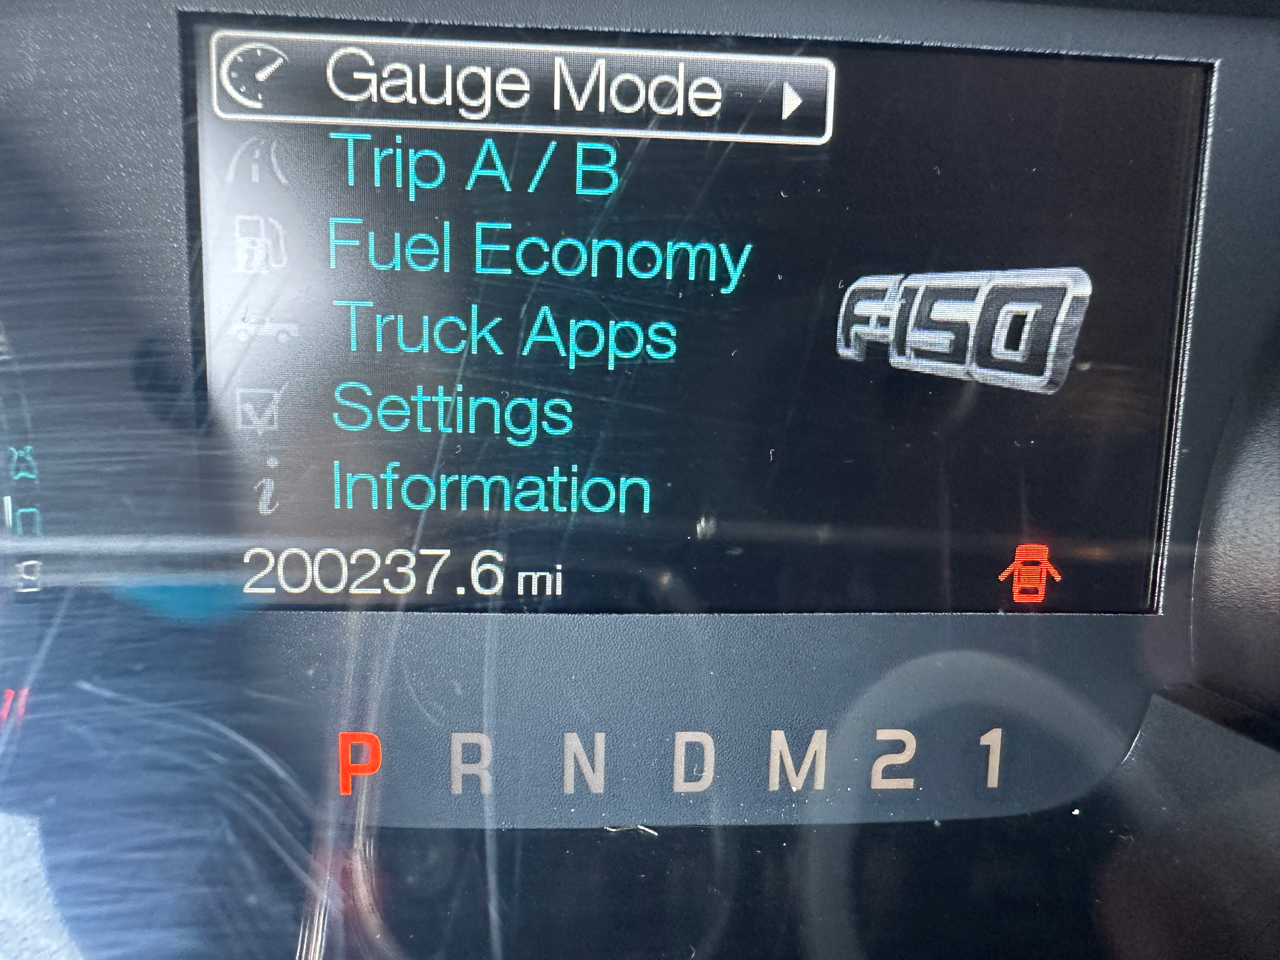 Gauge Mode
Trip A / B
Fuel Economy
Truck Apps
Settings
Information
F-150
200237.6 mi
P R N D M 2 1